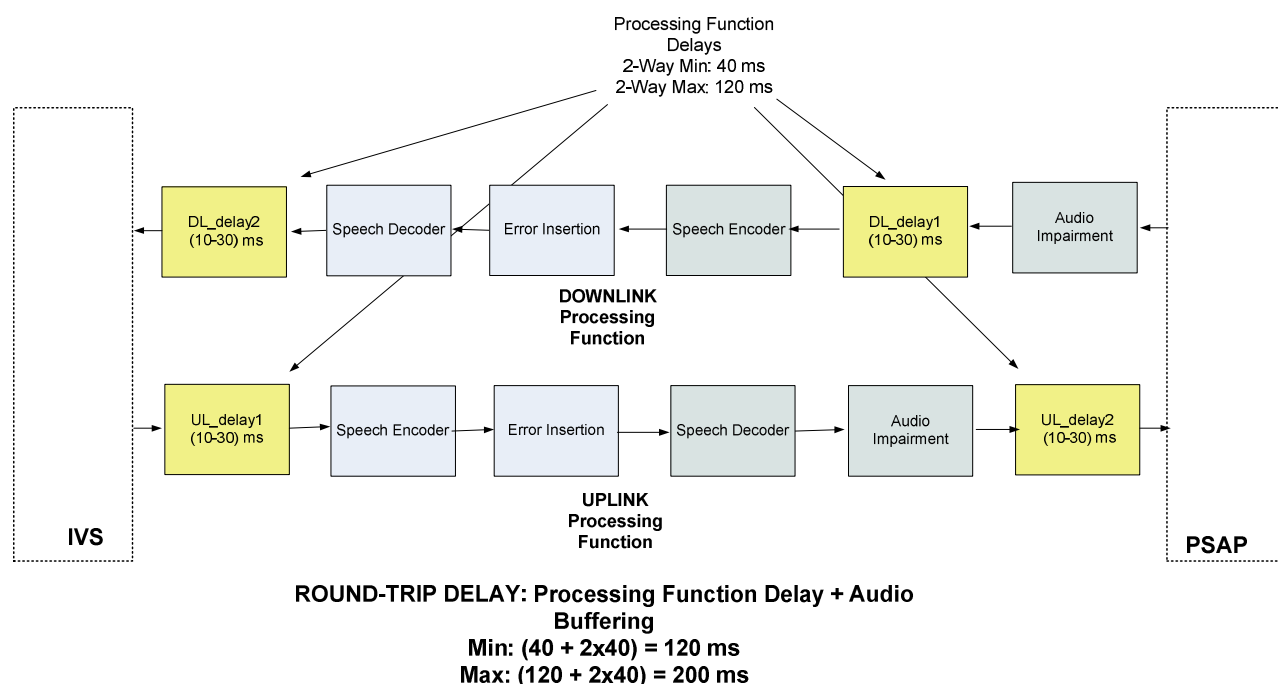 Processing Function
Delays
2-Way Min: 40 ms
2-Way Max: 120 ms
DL_delay2
(10-30) ms
Speech Decoder
Error Insertion
Speech Encoder
DL_delay1
(10-30) ms
Audio
Impairment
DOWNLINK
Processing
Function
UL_delay1
(10-30) ms
Speech Encoder
Error Insertion
Speech Decoder
Audio
Impairment
UL_delay2
(10-30) ms
UPLINK
Processing
Function
IVS
PSAP
ROUND-TRIP DELAY: Processing Function Delay + Audio
Buffering
Min: (40 + 2x40) = 120 ms
Max: (120 + 2x40) = 200 ms